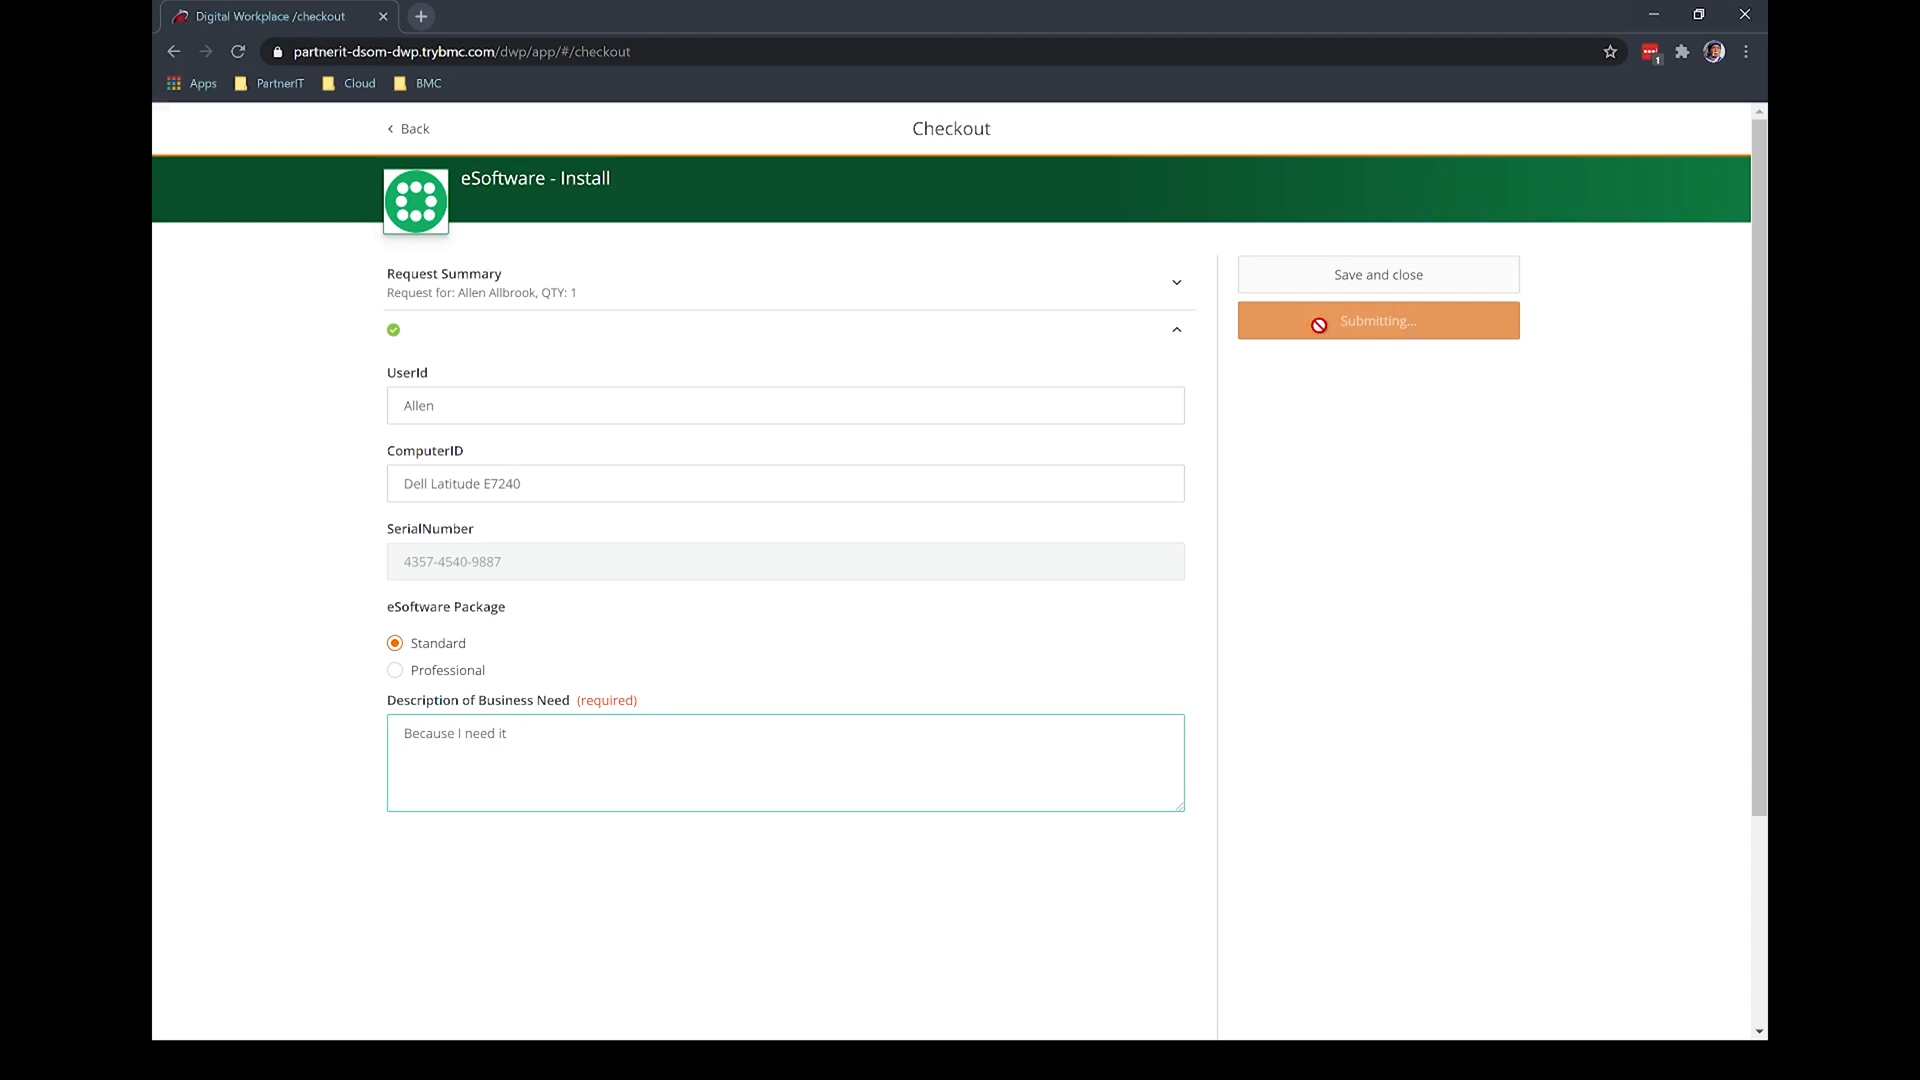 Digital Workplace /checkout
partnerit-dsom-dwp.trybmc.com/dwp/app/#/checkout
1
Apps
PartnerIT
Cloud
BMC
Back
Checkout
eSoftware - Install
Request Summary
Request for: Allen Allbrook, QTY: 1
Save and close
Submitting...
UserId
Allen
ComputerID
Dell Latitude E7240
SerialNumber
4357-4540-9887
eSoftware Package
Standard
Professional
Description of Business Need (required)
Because I need it